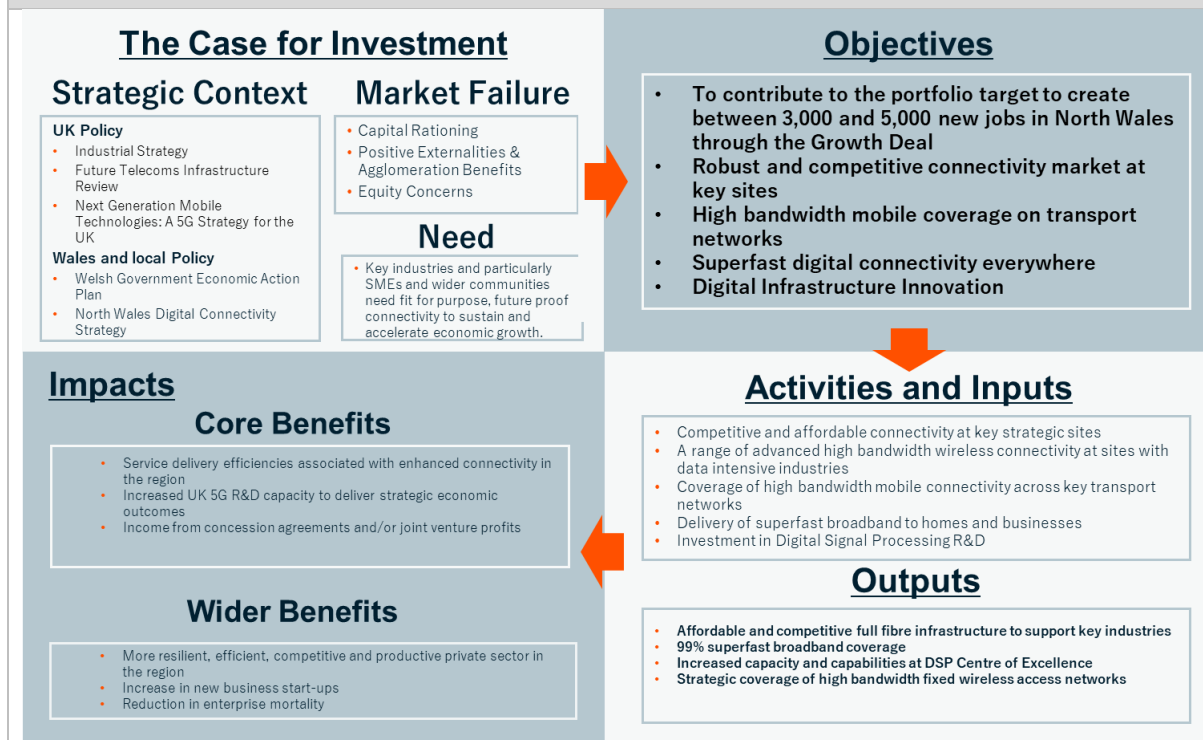 The Case for Investment
Strategic Context
UK Policy
• Industrial Strategy
• Future Telecoms Infrastructure
Review
• Next Generation Mobile
Technologies: A 5G Strategy for the
UK
Wales and local Policy
• Welsh Government Economic Action
Plan
• North Wales Digital Connectivity
Strategy
Market Failure
• Capital Rationing
• Positive Externalities &
Agglomeration Benefits
• Equity Concerns
Need
• Key industries and particularly
SMEs and wider communities
need fit for purpose, future proof
connectivity to sustain and
accelerate economic growth.
Objectives
• To contribute to the portfolio target to create
between 3,000 and 5,000 new jobs in North Wales
through the Growth Deal
• Robust and competitive connectivity market at
key sites
• High bandwidth mobile coverage on transport
networks
• Superfast digital connectivity everywhere
• Digital Infrastructure Innovation
Activities and Inputs
• Competitive and affordable connectivity at key strategic sites
• A range of advanced high bandwidth wireless connectivity at sites with
data intensive industries
• Coverage of high bandwidth mobile connectivity across key transport
networks
• Delivery of superfast broadband to homes and businesses
• Investment in Digital Signal Processing R&D
Outputs
• Affordable and competitive full fibre infrastructure to support key industries
• 99% superfast broadband coverage
• Increased capacity and capabilities at DSP Centre of Excellence
• Strategic coverage of high bandwidth fixed wireless access networks
Impacts
Core Benefits
• Service delivery efficiencies associated with enhanced connectivity in
the region
• Increased UK 5G R&D capacity to deliver strategic economic
outcomes
• Income from concession agreements and/or joint venture profits
Wider Benefits
• More resilient, efficient, competitive and productive private sector in
the region
• Increase in new business start-ups
• Reduction in enterprise mortality